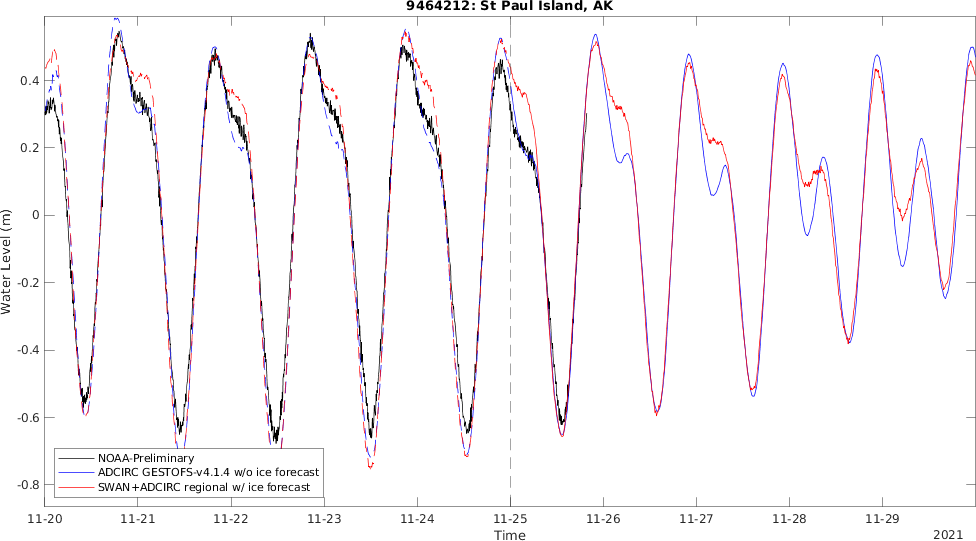 9464212: St Paul Island, AK
Water Level (m)
0.4
0.2
0
-0.2
-0.4
-0.6
-0.8
NOAA-Preliminary
ADCIRC GESTOFS-v4.1.4 w/o ice forecast
SWAN+ADCIRC regional w/ ice forecast
11-20 11-21 11-22 11-23 11-24 11-25 11-26 11-27 11-28 11-29
Time
2021